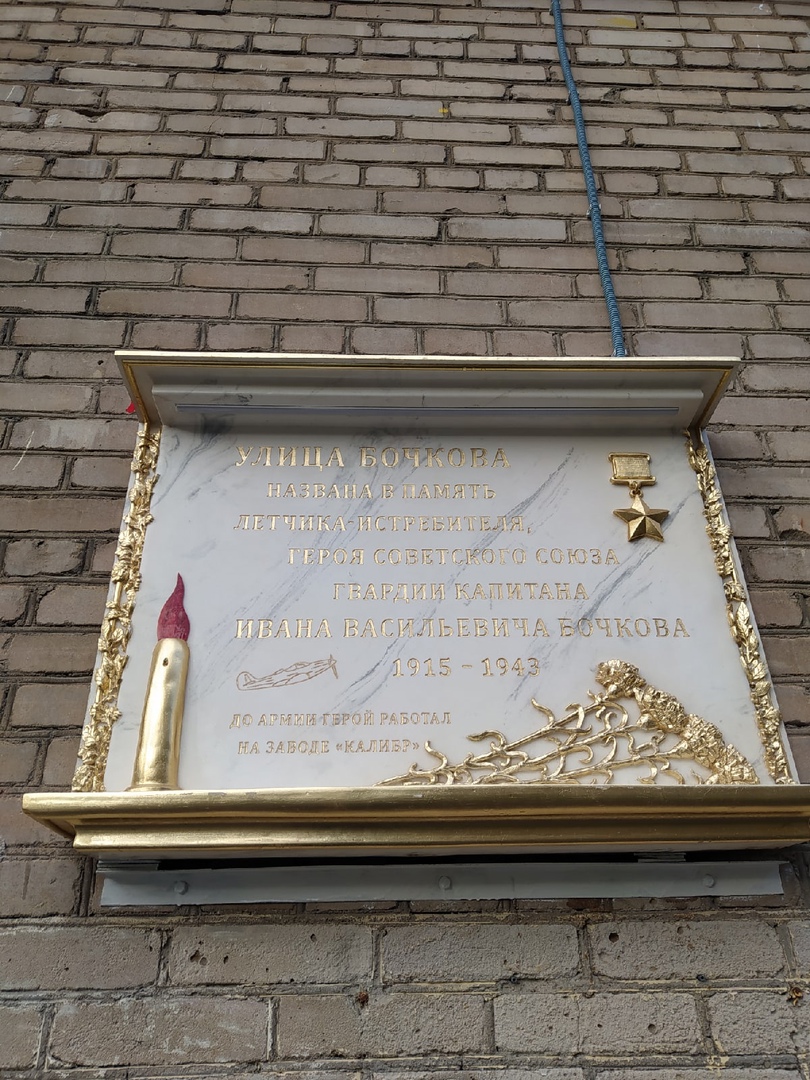 УЛИЦА БОЧКОВА
НАЗВАНА В ПАМЯТЬ
ЛЕТЧИКА-ИСТРЕБИТЕЛЯ,
ГЕРОЯ СОВЕТСКОГО СОЮЗА
ГВАРДИИ КАПИТАНА
ИВАНА ВАСИЛЬЕВИЧА БОЧКОВА
1915 - 1943
ДО АРМИИ ГЕРОЙ РАБОТАЛ
НА ЗАВОДЕ «КАЛИБР»